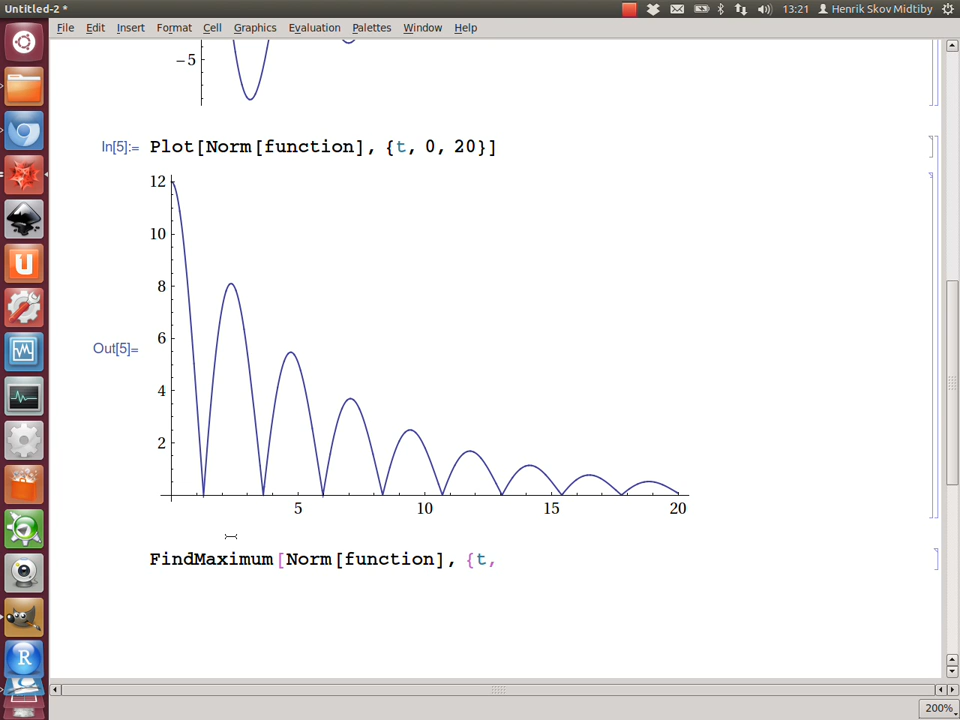 Untitled-2 *
13:21 Henrik Skov Midtiby
File Edit Insert Format Cell Graphics Evaluation Palettes Window Help
-5
In[5]:= Plot[Norm[function], {t, 0, 20}]
12
10
8
6
Out[5]=
4
2
5 10 15 20
FindMaximum[Norm[function], {t,
200%